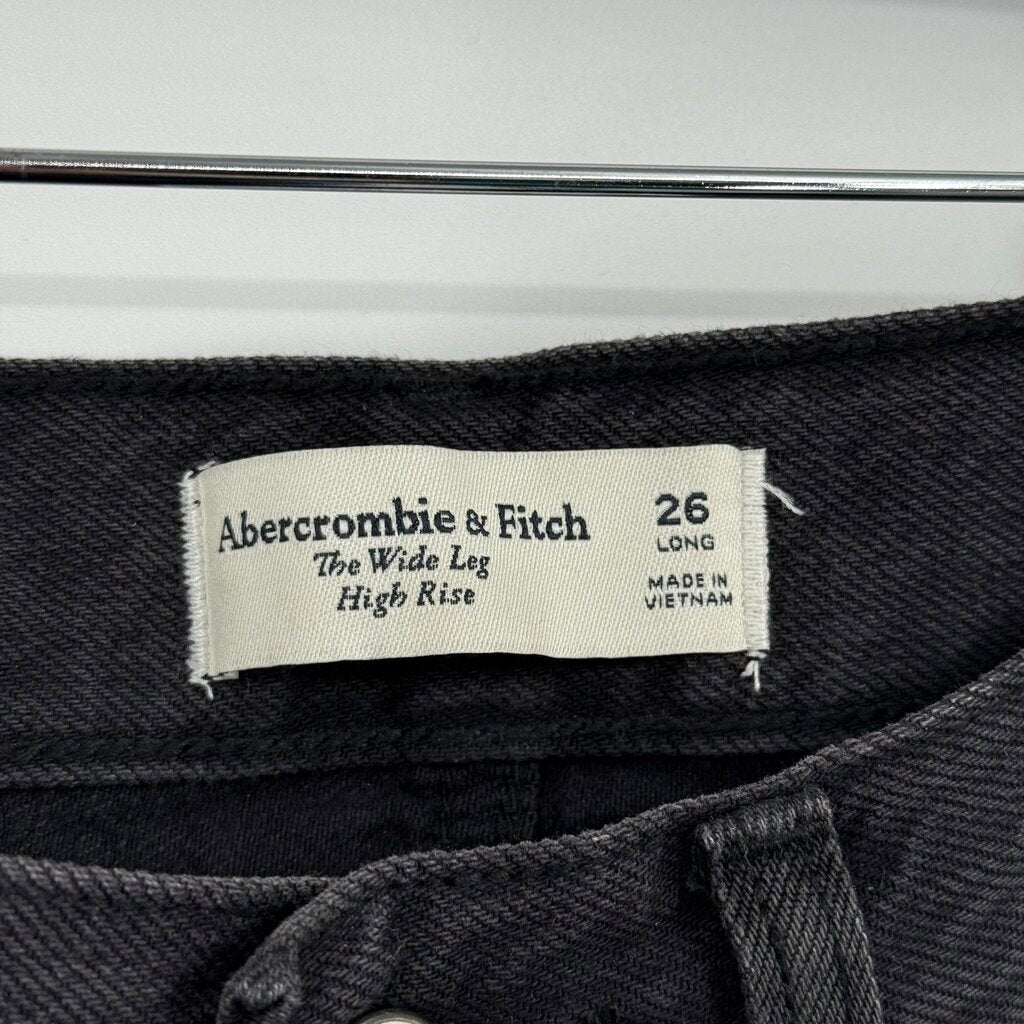 Abercrombie & Fitch
The Wide Leg
High Rise
26
LONG
MADE IN
VIETNAM